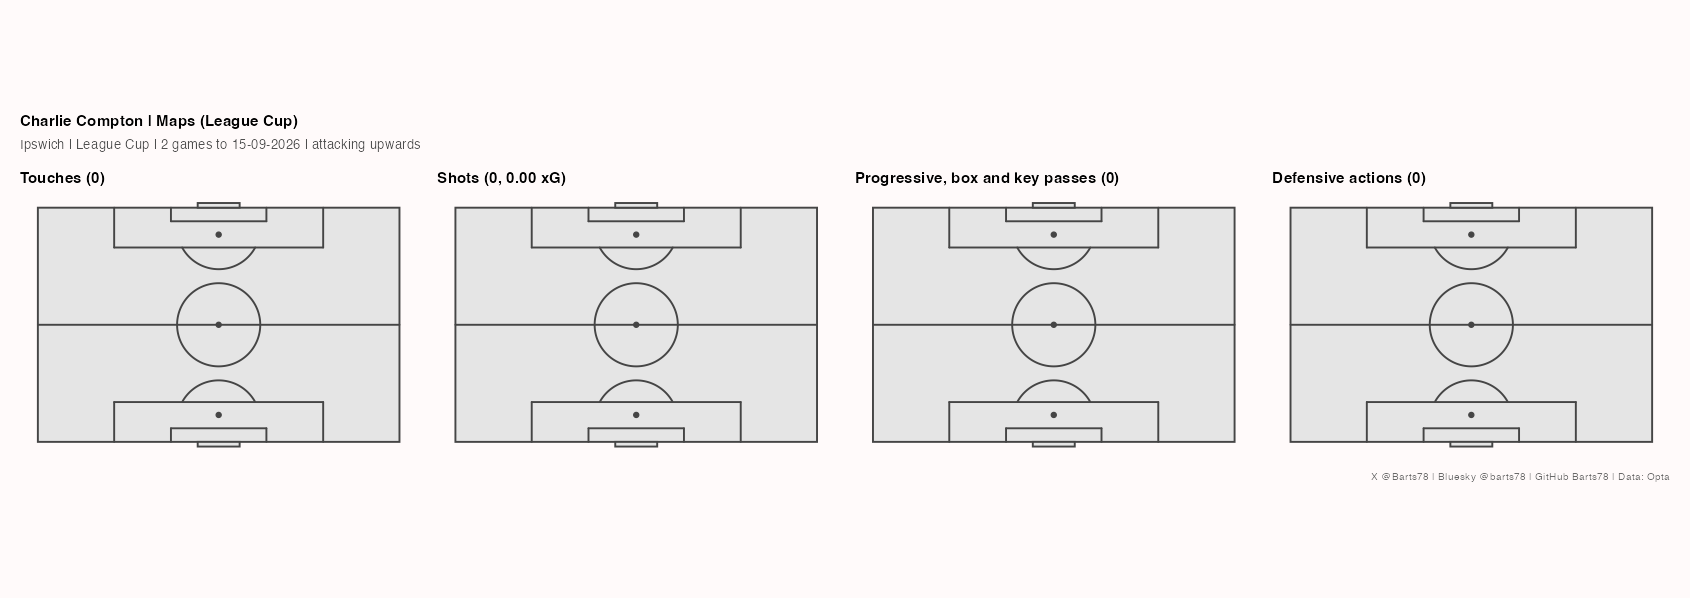 Charlie Compton | Maps (League Cup)
Ipswich | League Cup | 2 games to 15-09-2026 | attacking upwards
Touches (0)
Shots (0, 0.00 xG)
Progressive, box and key passes (0)
Defensive actions (0)
X @Barts78 | Bluesky @barts78 | GitHub Barts78 | Data: Opta